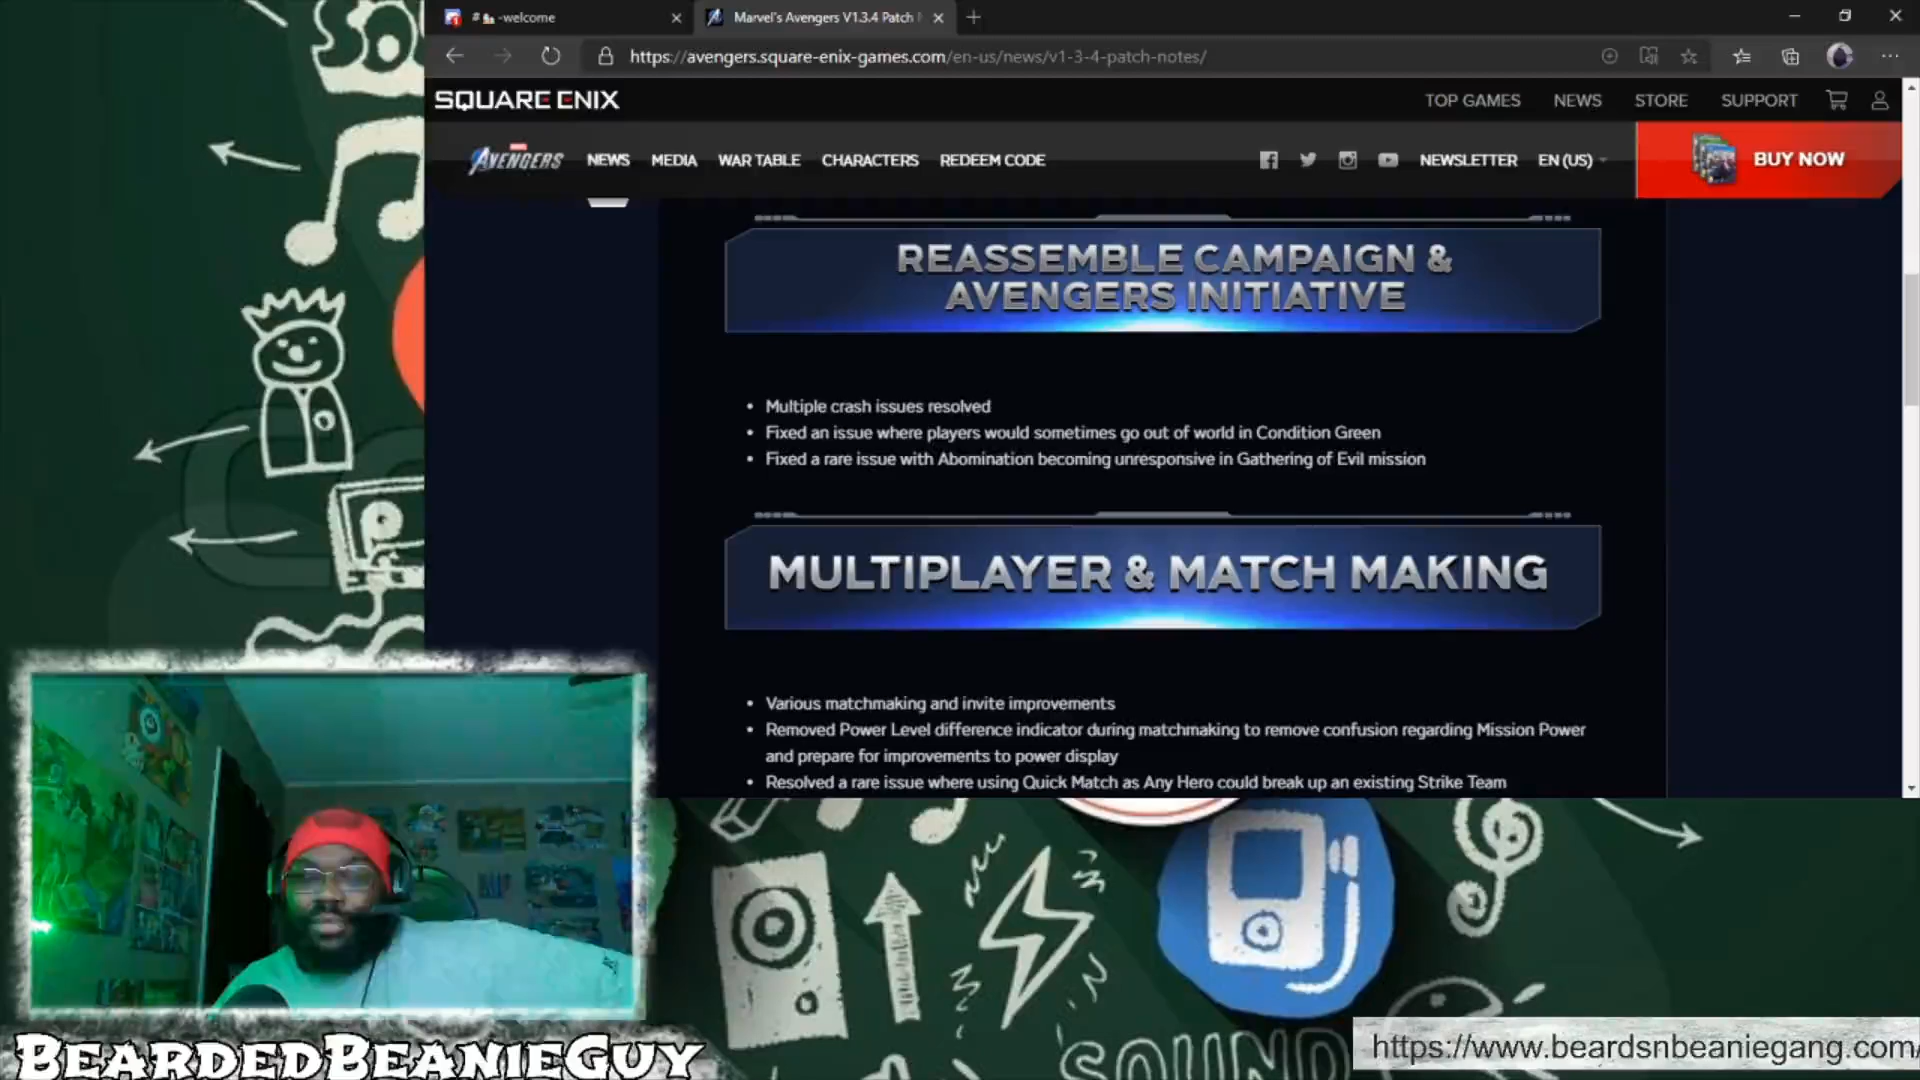 # -welcome
Marvel's Avengers V1.3.4 Patch
https://avengers.square-enix-games.com/en-us/news/v1-3-4-patch-notes/
SQUARE ENIX
TOP GAMES NEWS STORE SUPPORT
MARVEL
AVENGERS NEWS MEDIA WAR TABLE CHARACTERS REDEEM CODE NEWSLETTER EN (US) BUY NOW
REASSEMBLE CAMPAIGN &
AVENGERS INITIATIVE
• Multiple crash issues resolved
• Fixed an issue where players would sometimes go out of world in Condition Green
• Fixed a rare issue with Abomination becoming unresponsive in Gathering of Evil mission
MULTIPLAYER & MATCH MAKING
• Various matchmaking and invite improvements
• Removed Power Level difference indicator during matchmaking to remove confusion regarding Mission Power
and prepare for improvements to power display
• Resolved a rare issue where using Quick Match as Any Hero could break up an existing Strike Team
SOUND
BEARDEDBEANIEGUY
https://www.beardsnbeaniegang.com/